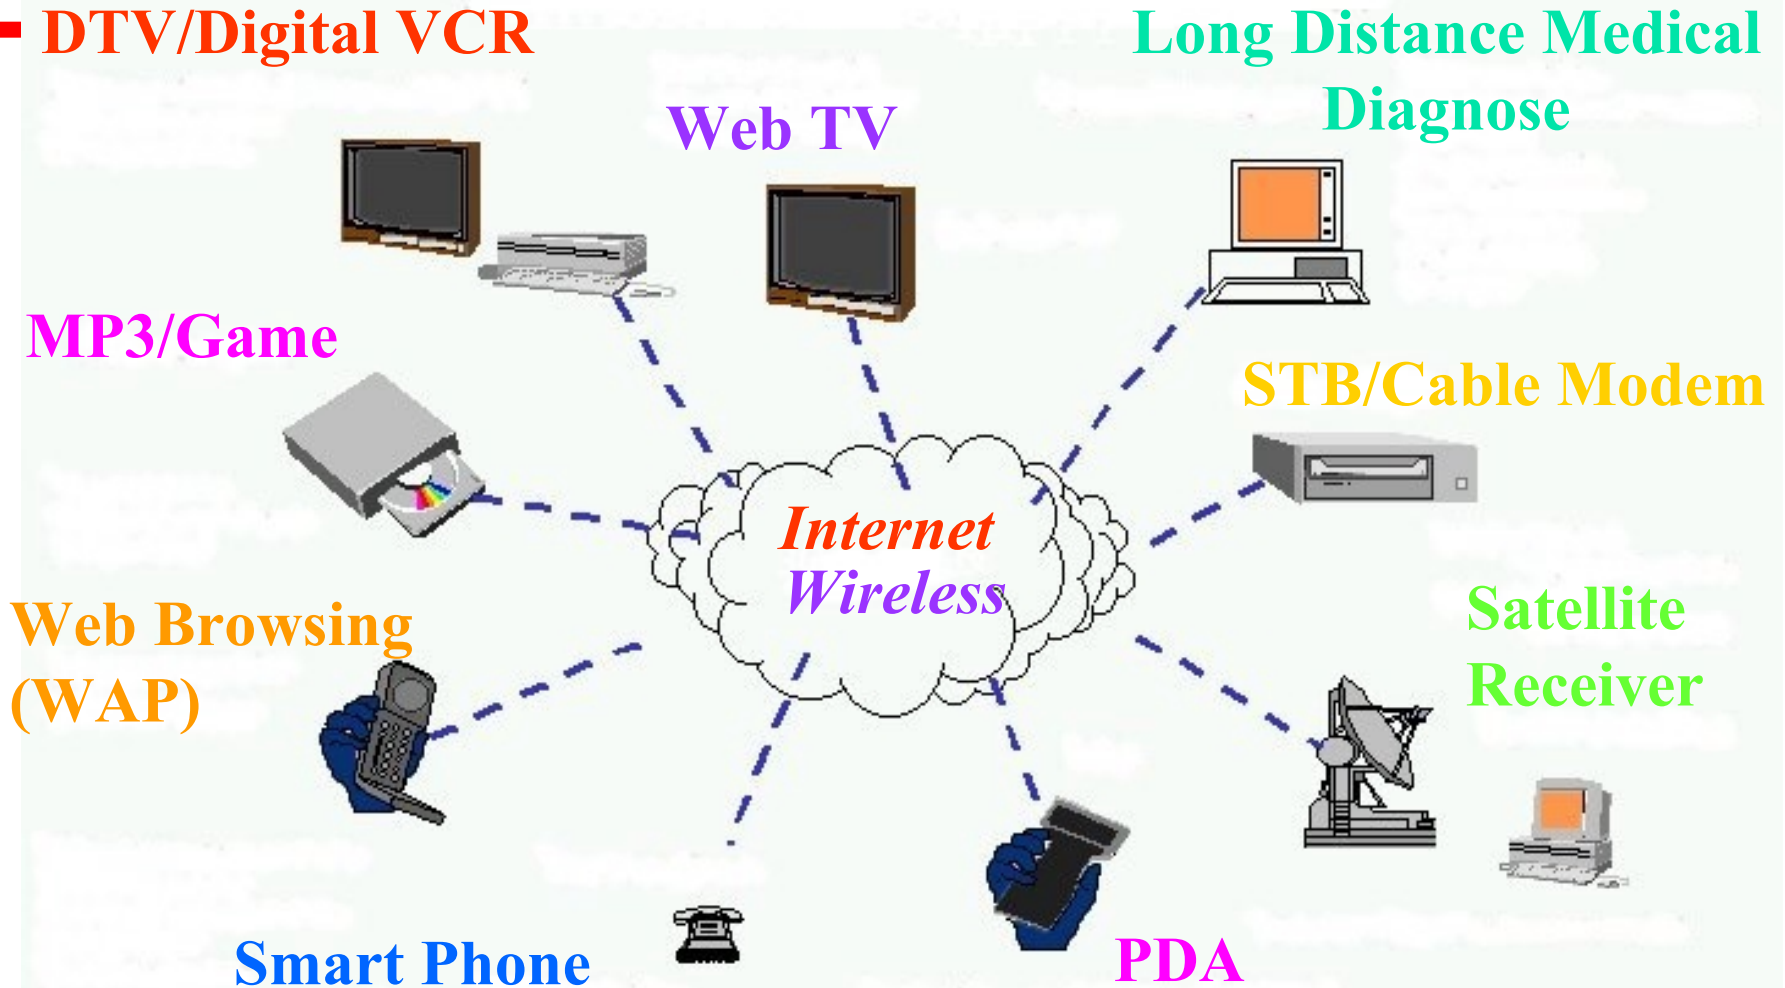 DTV/Digital VCR
Long Distance Medical
Diagnose
Web TV
MP3/Game
STB/Cable Modem
Internet
Wireless
Web Browsing
(WAP)
Satellite
Receiver
Smart Phone
PDA